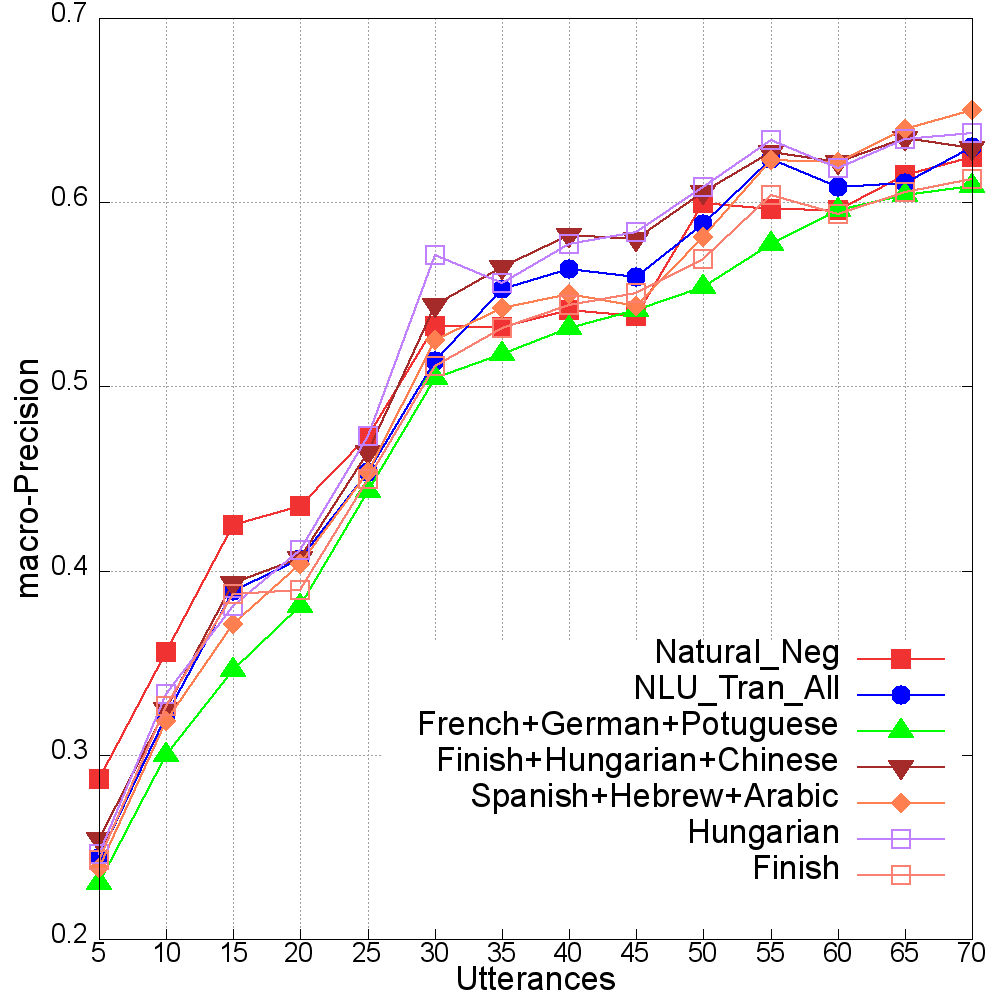 0.7
0.6
0.5
0.4
0.3
0.2
macro-Precision
Natural_Neg
NLU_Tran_All
French+German+Potuguese
Finish+Hungarian+Chinese
Spanish+Hebrew+Arabic
Hungarian
Finish
5 10 15 20 25 30 35 40 45 50 55 60 65 70
Utterances